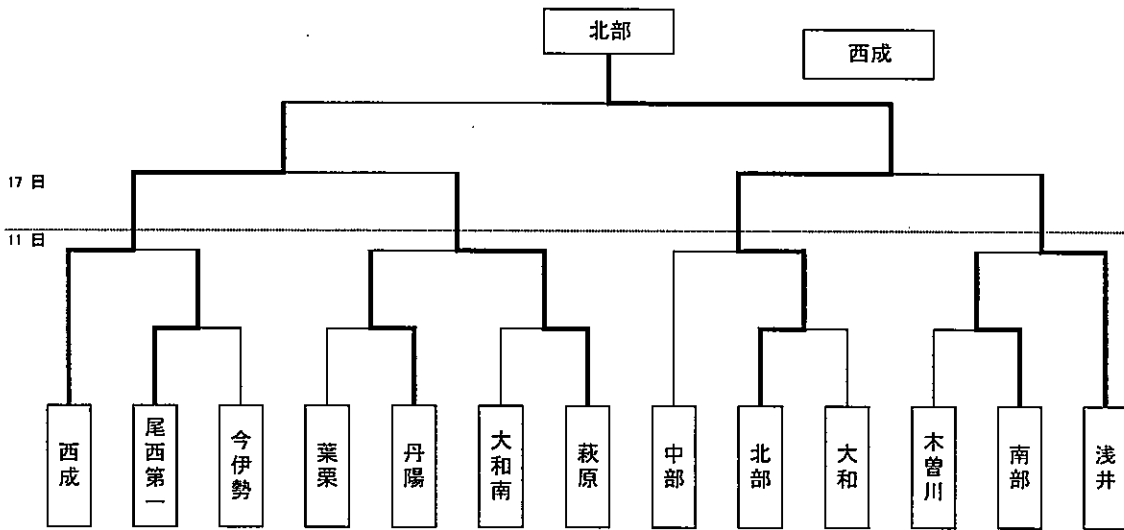 北部
西成
17 日
11 日
西成
尾西第一
今伊勢
葉栗
丹陽
大和南
萩原
中部
北部
大和
木曽川
南部
浅井